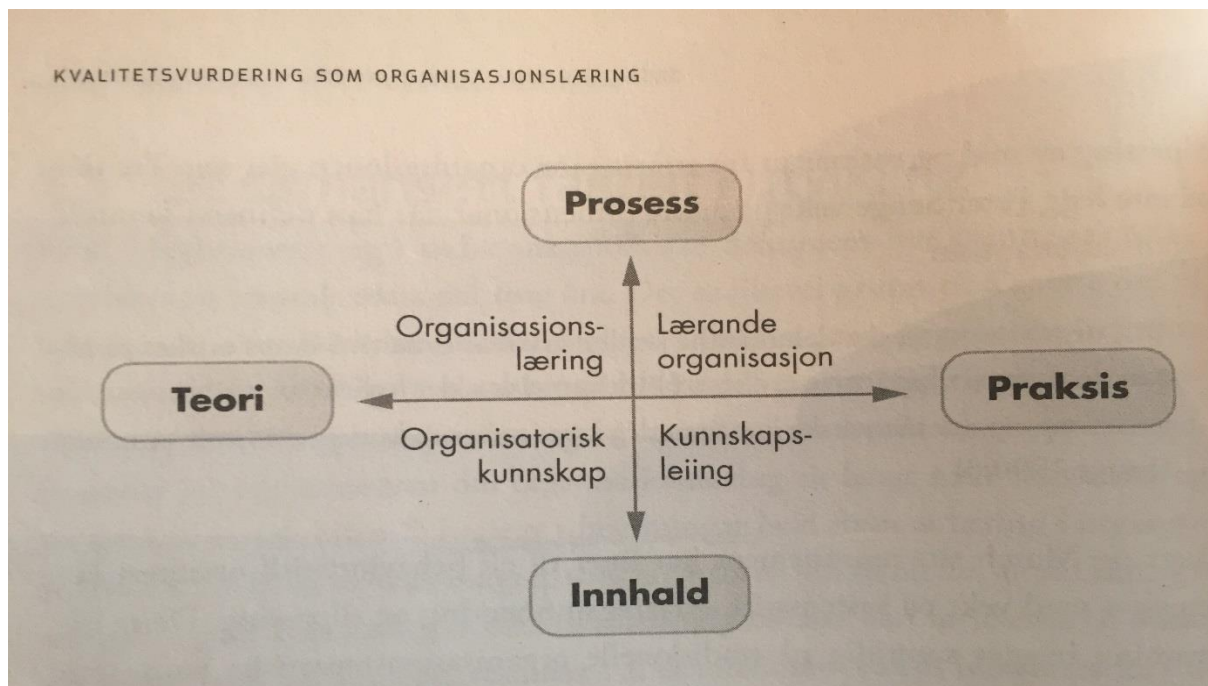 KVALITETSVURDERING SOM ORGANISASJONSLÆRING
Prosess
Organisasjons-
læring
Lærande
organisasjon
Teori
Praksis
Organisatorisk
kunnskap
Kunnskaps-
leiing
Innhald